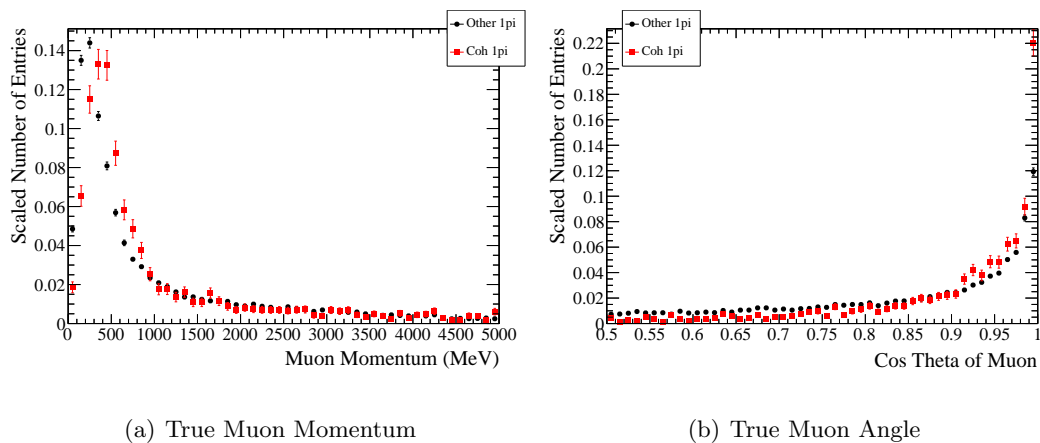 Other 1pi
Coh 1pi
Scaled Number of Entries
0.14
0.12
0.1
0.08
0.06
0.04
0.02
0
0 500 1000 1500 2000 2500 3000 3500 4000 4500 5000
Muon Momentum (MeV)
(a) True Muon Momentum
Other 1pi
Coh 1pi
Scaled Number of Entries
0.22
0.2
0.18
0.16
0.14
0.12
0.1
0.08
0.06
0.04
0.02
0
0.5 0.55 0.6 0.65 0.7 0.75 0.8 0.85 0.9 0.95 1
Cos Theta of Muon
(b) True Muon Angle